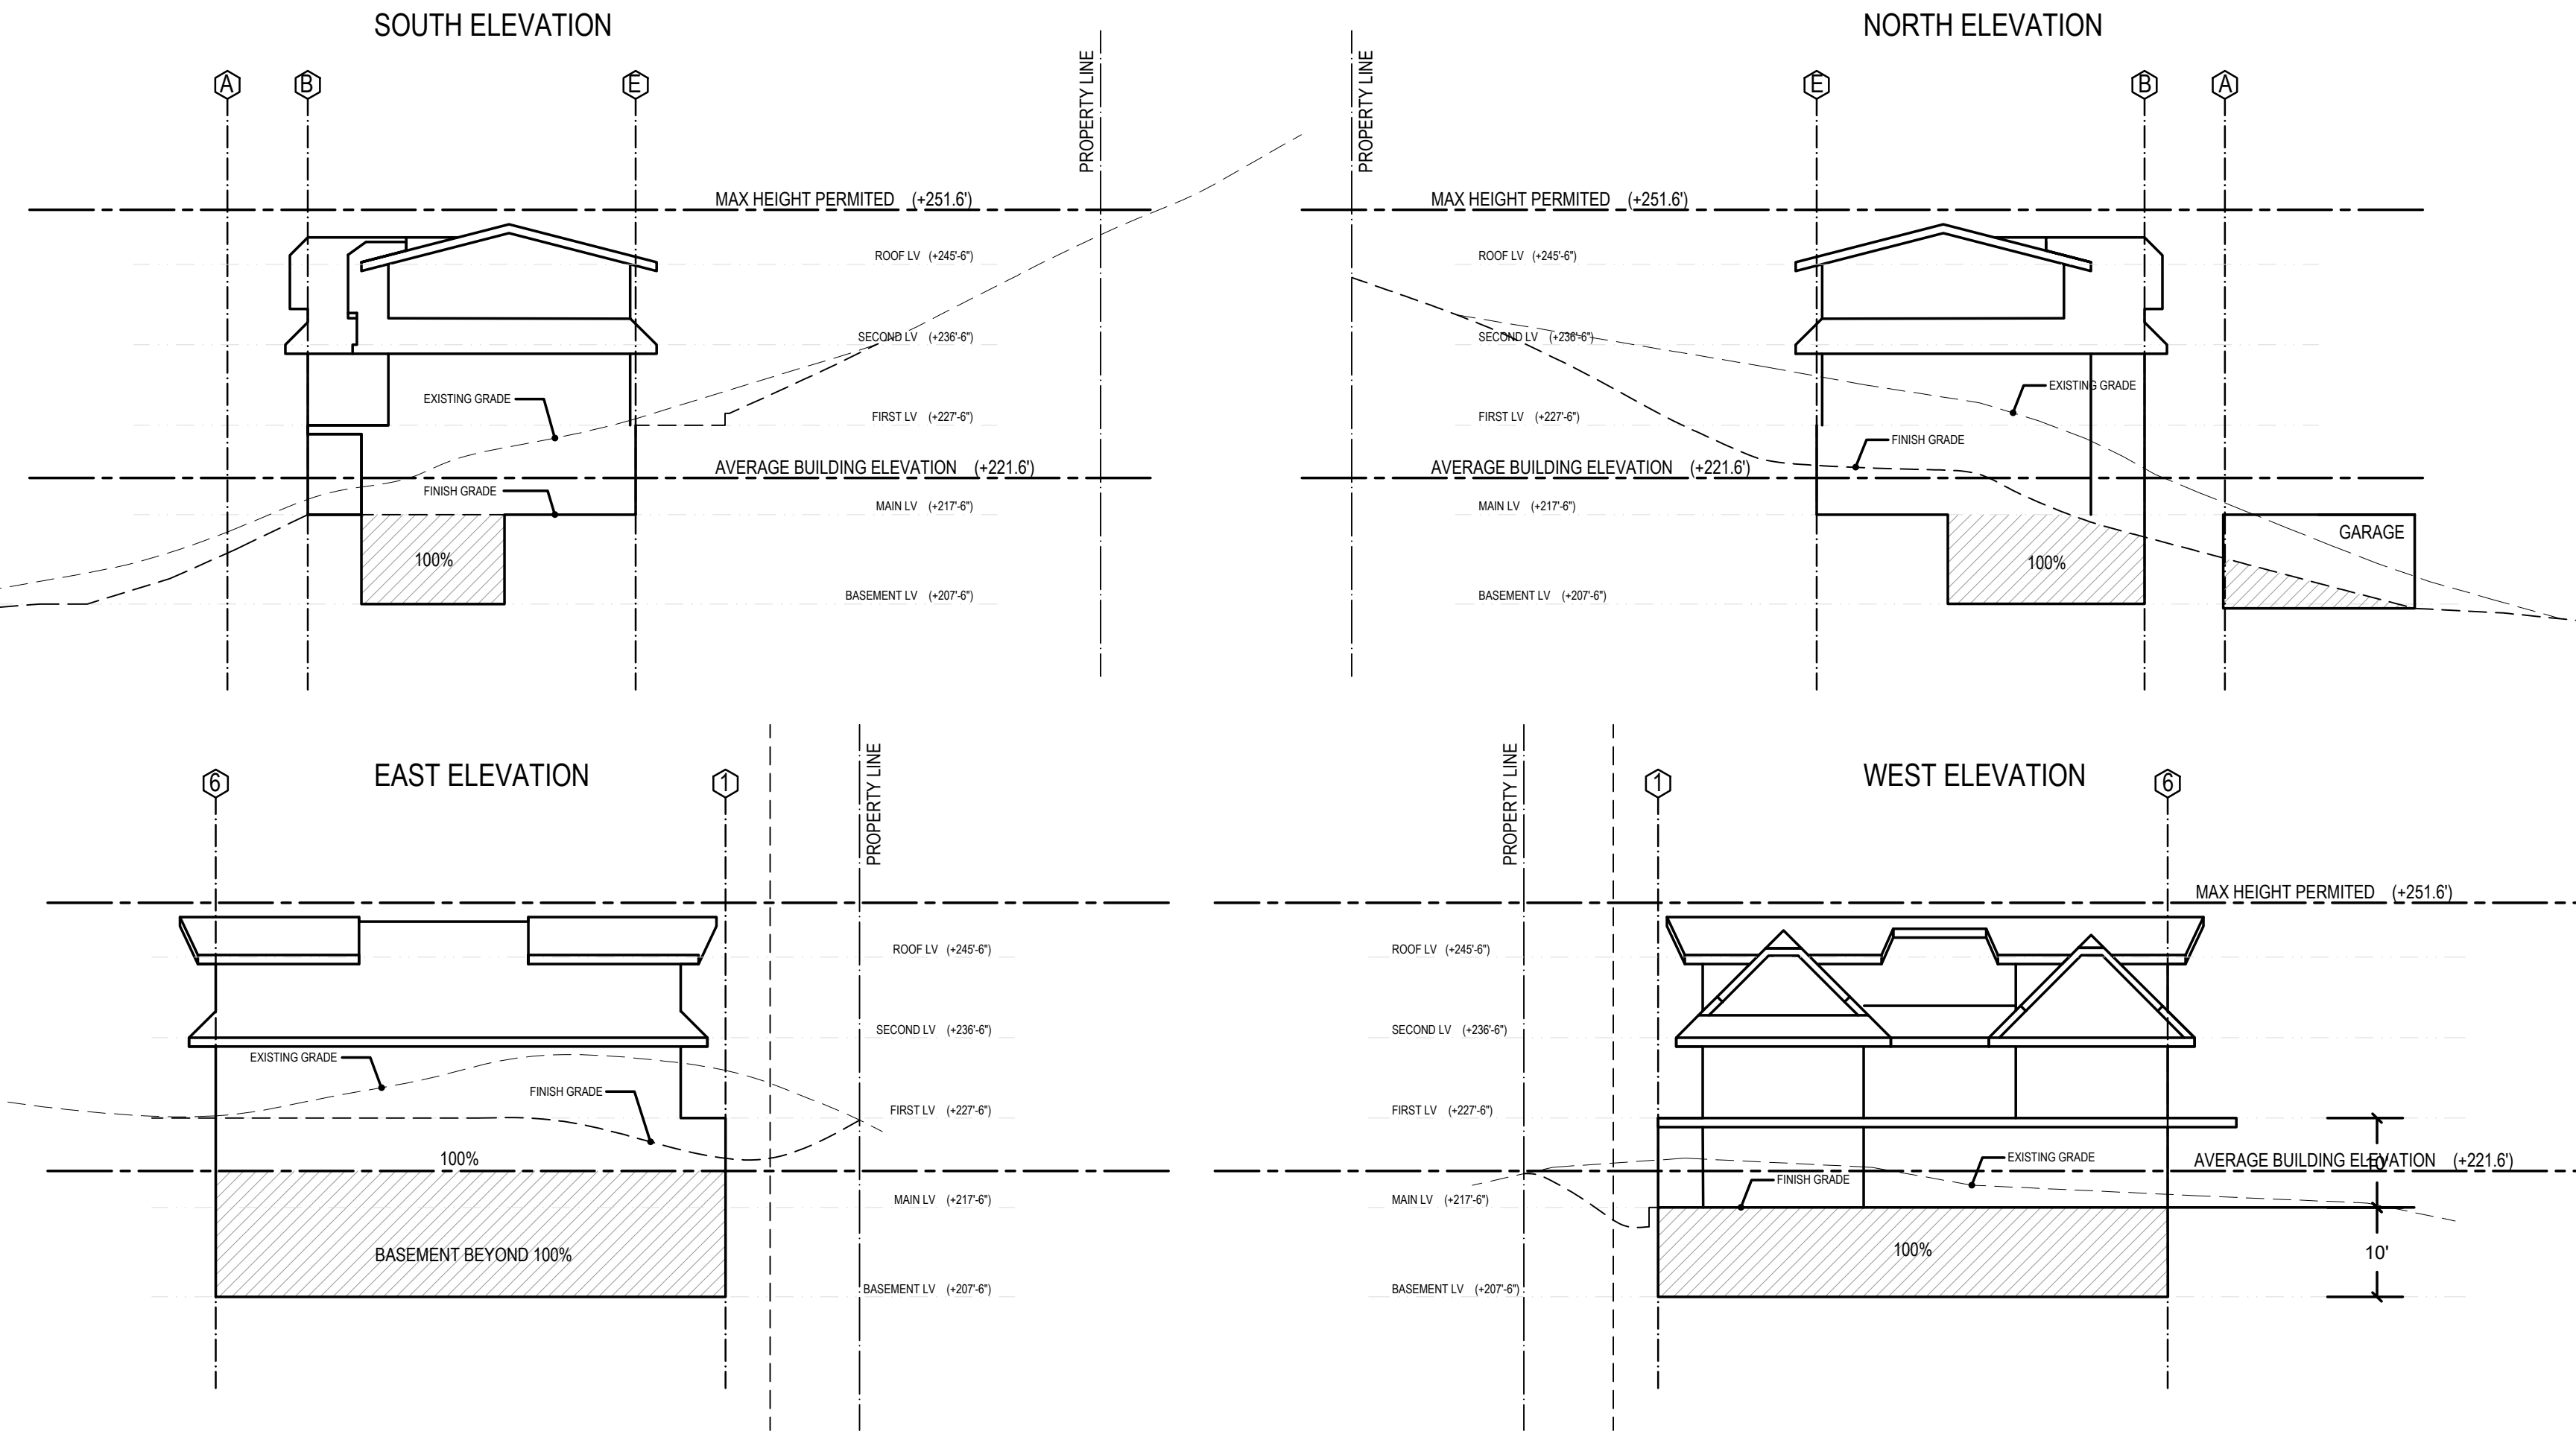 SOUTH ELEVATION
A
B
E
PROPERTY LINE
MAX HEIGHT PERMITED (+251.6')
ROOF LV (+245'-6")
SECOND LV (+236'-6")
EXISTING GRADE
FIRST LV (+227'-6")
AVERAGE BUILDING ELEVATION (+221.6')
FINISH GRADE
MAIN LV (+217'-6")
100%
BASEMENT LV (+207'-6")
NORTH ELEVATION
PROPERTY LINE
E
B
A
MAX HEIGHT PERMITED (+251.6')
ROOF LV (+245'-6")
SECOND LV (+236'-6")
EXISTING GRADE
FIRST LV (+227'-6")
FINISH GRADE
AVERAGE BUILDING ELEVATION (+221.6')
MAIN LV (+217'-6")
GARAGE
100%
BASEMENT LV (+207'-6")
EAST ELEVATION
6
1
PROPERTY LINE
ROOF LV (+245'-6")
SECOND LV (+236'-6")
EXISTING GRADE
FINISH GRADE
FIRST LV (+227'-6")
100%
MAIN LV (+217'-6")
BASEMENT BEYOND 100%
BASEMENT LV (+207'-6")
WEST ELEVATION
PROPERTY LINE
1
6
MAX HEIGHT PERMITED (+251.6')
ROOF LV (+245'-6")
SECOND LV (+236'-6")
FIRST LV (+227'-6")
EXISTING GRADE
10'
AVERAGE BUILDING ELEVATION (+221.6')
FINISH GRADE
MAIN LV (+217'-6")
100%
10'
BASEMENT LV (+207'-6")